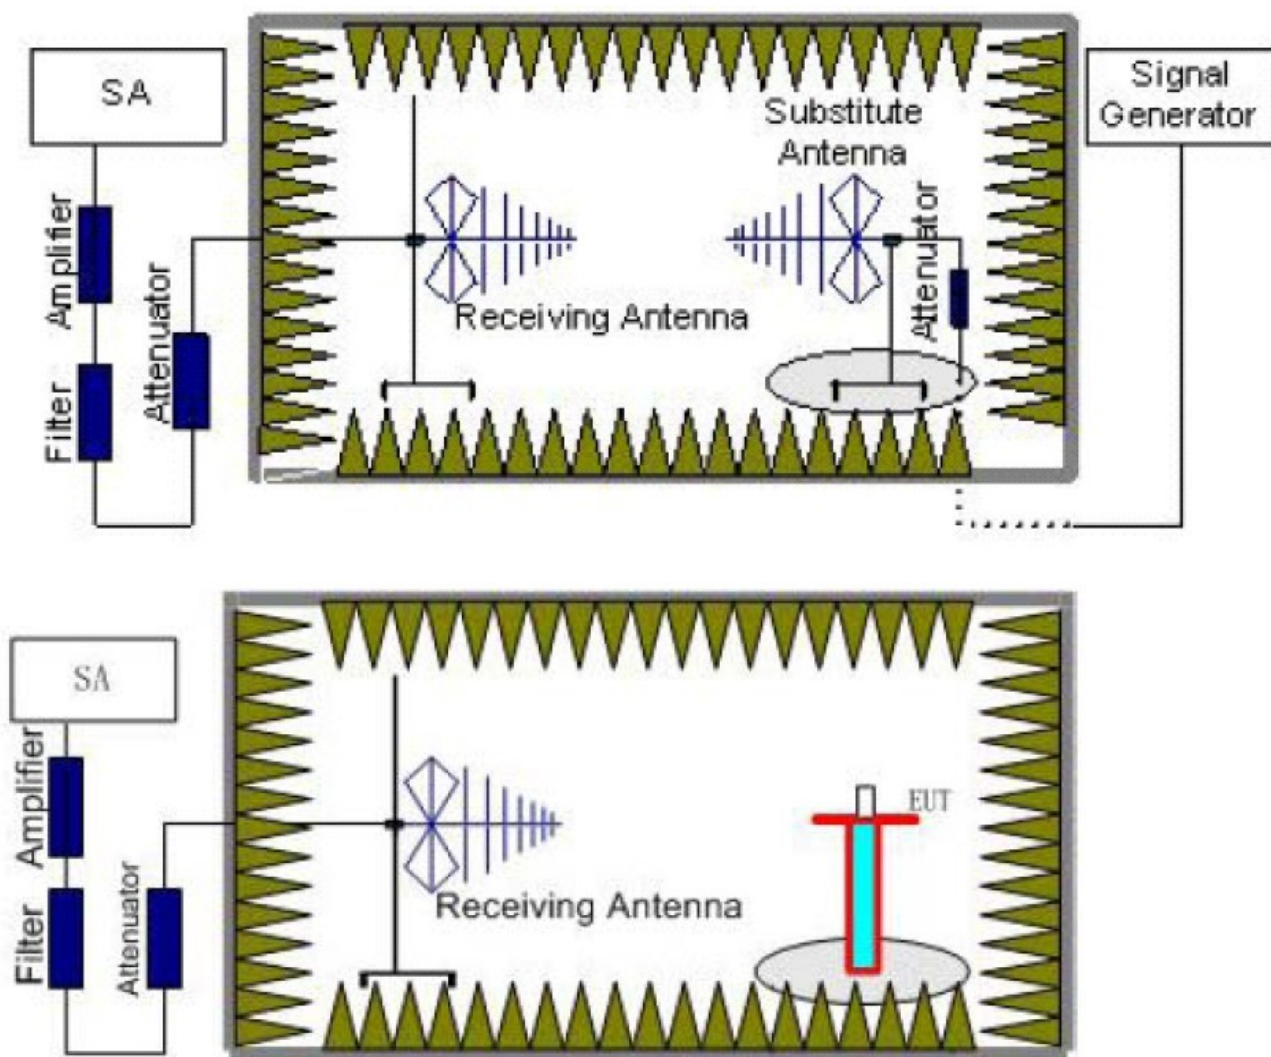 SA
Signal
Generator
Substitute
Antenna
Amplifier
Attenuator
Attenuator
Receiving Antenna
Filter
SA
Amplifier
EUT
Receiving Antenna
Attenuator
Filter